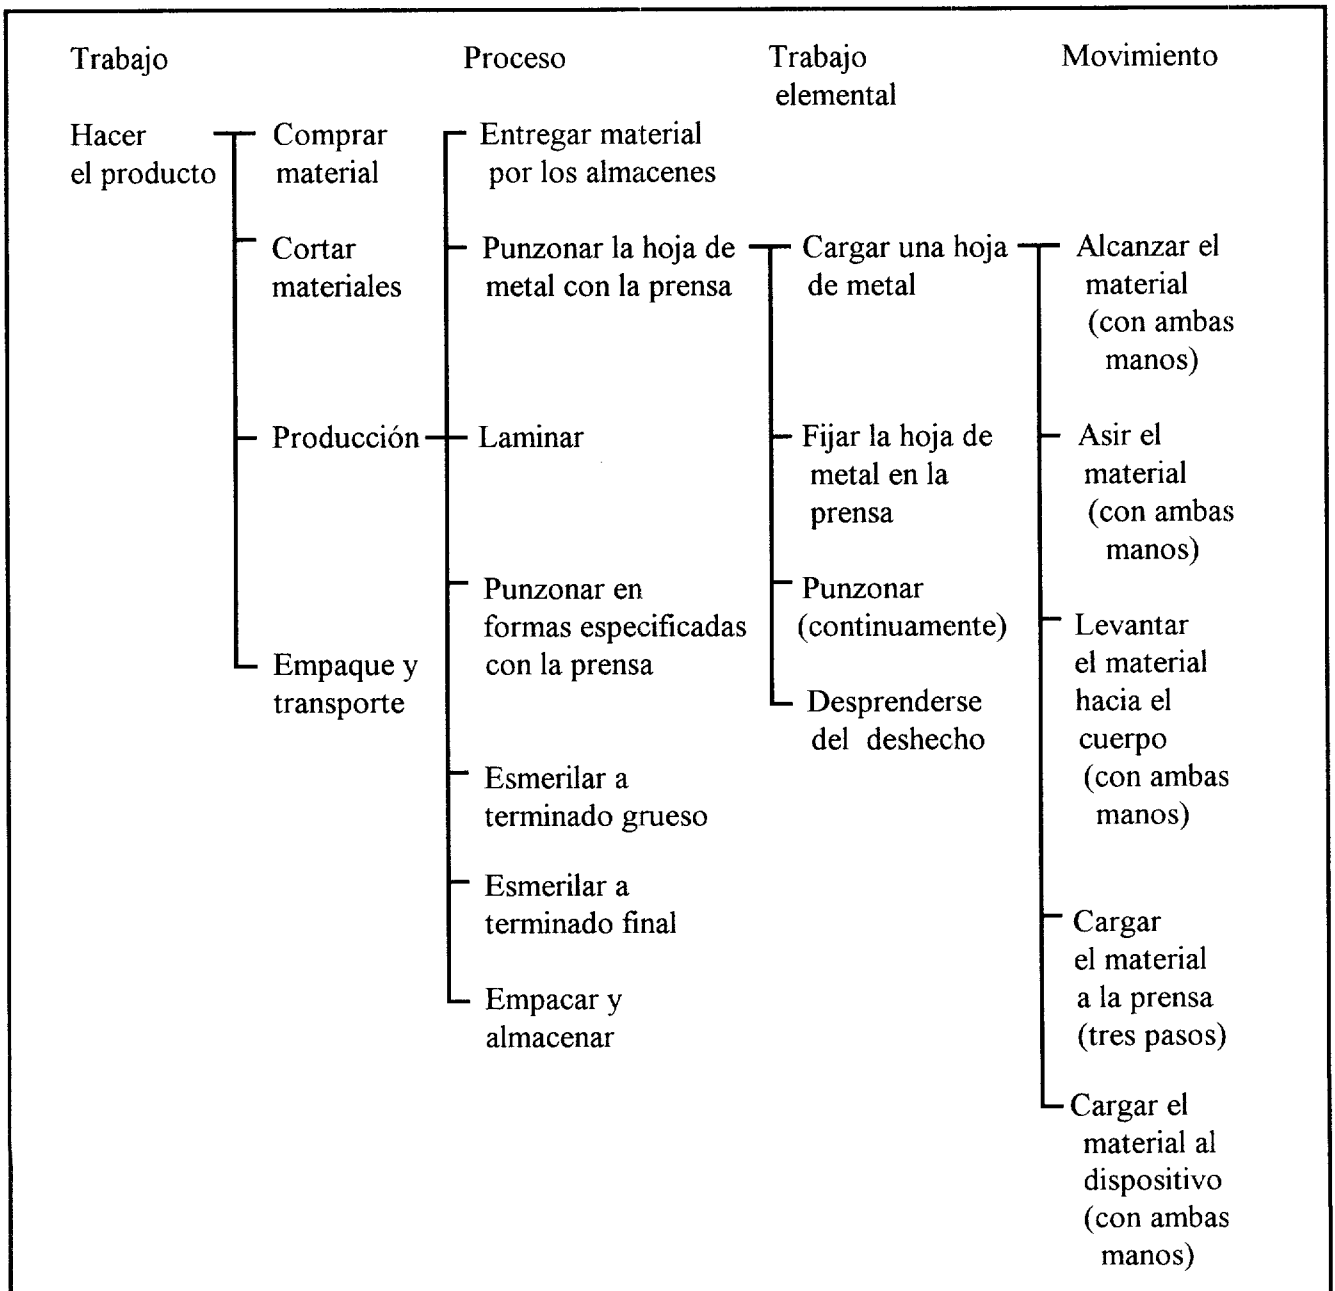 Trabajo
Proceso
Trabajo
elemental
Movimiento
Hacer
el producto
Comprar
material
Cortar
materiales
Producción
Empaque y
transporte
Entregar material
por los almacenes
Punzonar la hoja de
metal con la prensa
Laminar
Punzonar en
formas especificadas
con la prensa
Esmerilar a
terminado grueso
Esmerilar a
terminado final
Empacar y
almacenar
Cargar una hoja
de metal
Fijar la hoja de
metal en la
prensa
Punzonar
(continuamente)
Desprenderse
del deshecho
Alcanzar el
material
(con ambas
manos)
Asir el
material
(con ambas
manos)
Levantar
el material
hacia el
cuerpo
(con ambas
manos)
Cargar
el material
a la prensa
(tres pasos)
Cargar el
material al
dispositivo
(con ambas
manos)